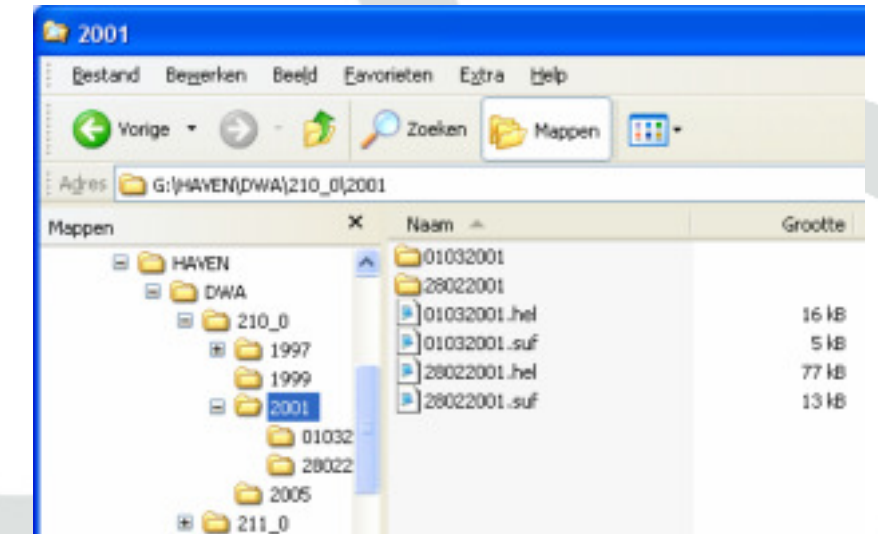 2001
Bestand Bewerken Beeld Favorieten Extra Help
Vorige Zoeken Mappen
Adres G:\HAVEN\DWA\210_0\2001
Mappen
HAVEN
DWA
210_0
1997
1999
2001
01032
28022
2005
211_0
Naam Grootte
01032001
28022001
01032001.hel 16 kB
01032001.suf 5 kB
28022001.hel 77 kB
28022001.suf 13 kB